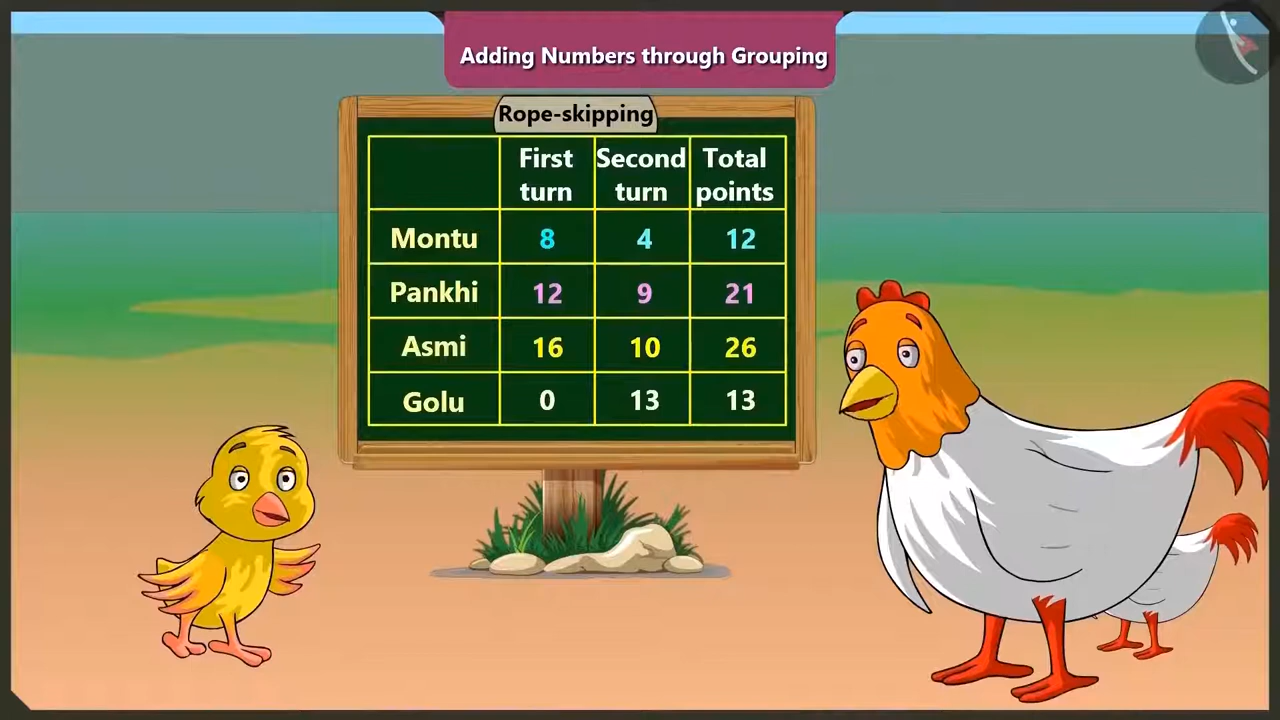 Adding Numbers through Grouping
Rope-skipping
First turn Second turn Total points
Montu 8 4 12
Pankhi 12 9 21
Asmi 16 10 26
Golu 0 13 13